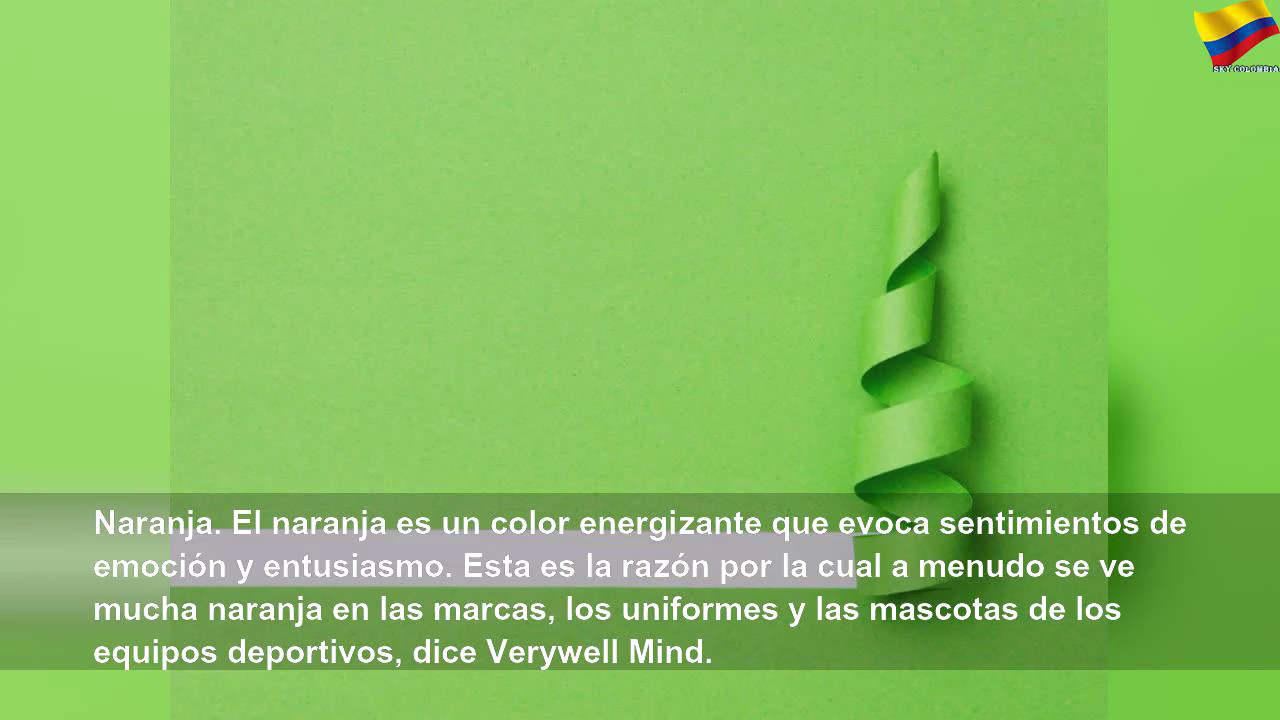 SKY COLOMBIA
Naranja. El naranja es un color energizante que evoca sentimientos de
emoción y entusiasmo. Esta es la razón por la cual a menudo se ve
mucha naranja en las marcas, los uniformes y las mascotas de los
equipos deportivos, dice Verywell Mind.